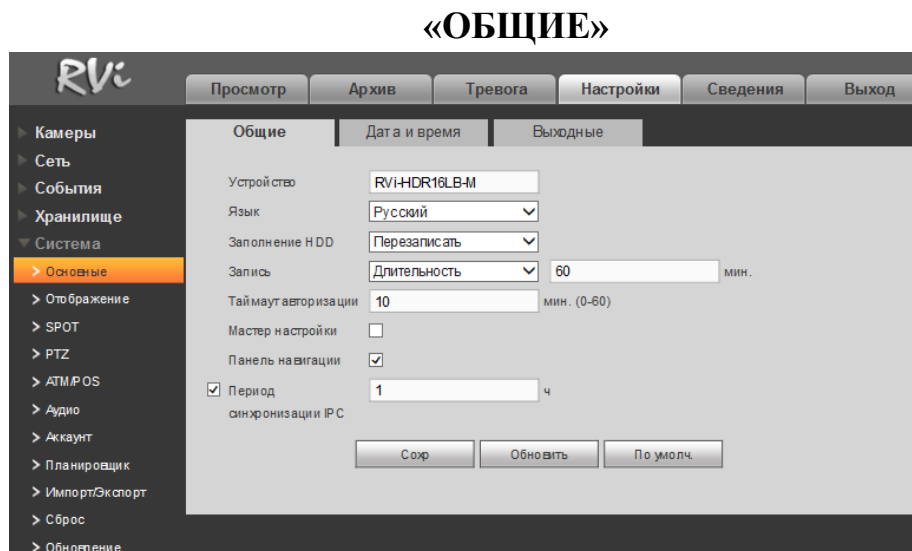 «ОБЩИЕ»
RVi
Просмотр Архив Тревога Настройки Сведения Выход
Камеры
Сеть
События
Хранилище
Система
Основные
Отображение
SPOT
PTZ
ATM/POS
Аудио
Аккаунт
Планировщик
Импорт/Экспорт
Сброс
Обновление
Общие Дата и время Выходные
Устройство RVi-HDR16LB-M
Язык Русский
Заполнение HDD Перезаписать
Запись Длительность 60 мин.
Таймаут авторизации 10 мин. (0-60)
Мастер настройки
Панель навигации
Период 1 ч
синхронизации IPC
Сохр Обновить По умолч.